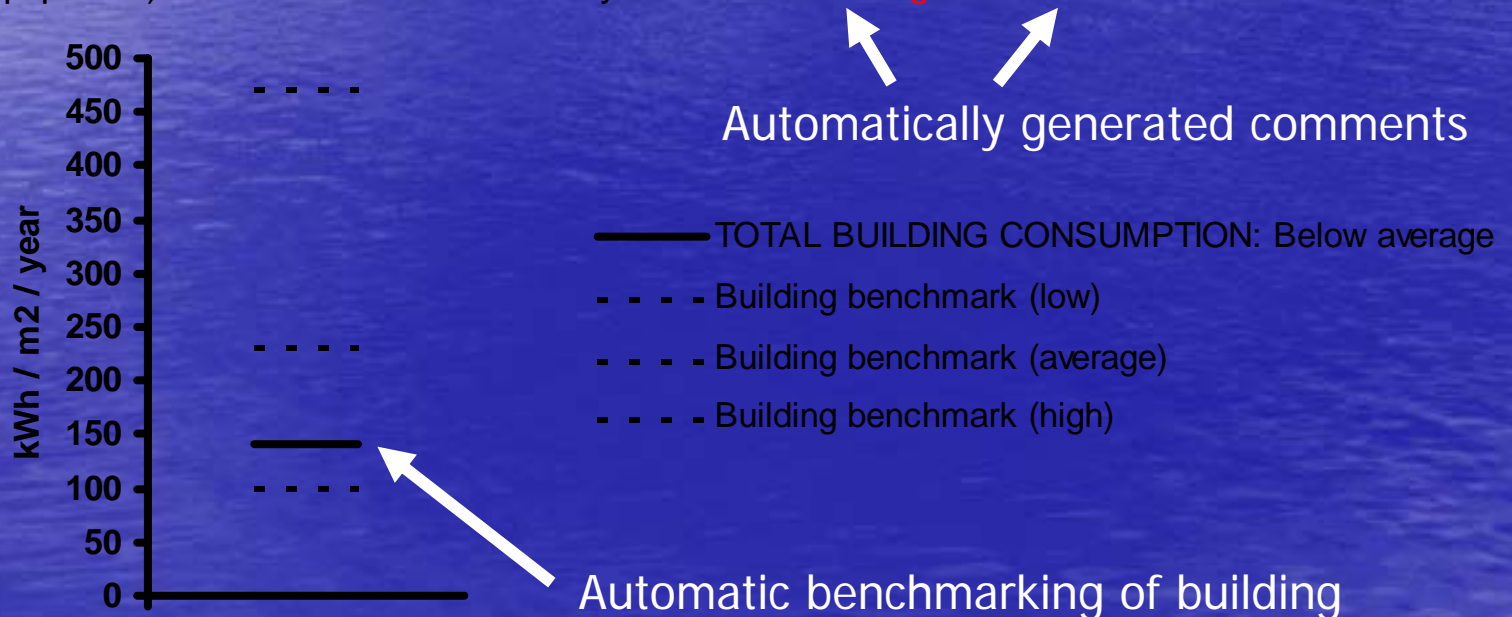 500
450
400
350
300
250
200
150
100
50
0
kWh / m2 / year
Automatically generated comments
TOTAL BUILDING CONSUMPTION: Below average
Building benchmark (low)
Building benchmark (average)
Building benchmark (high)
Automatic benchmarking of building